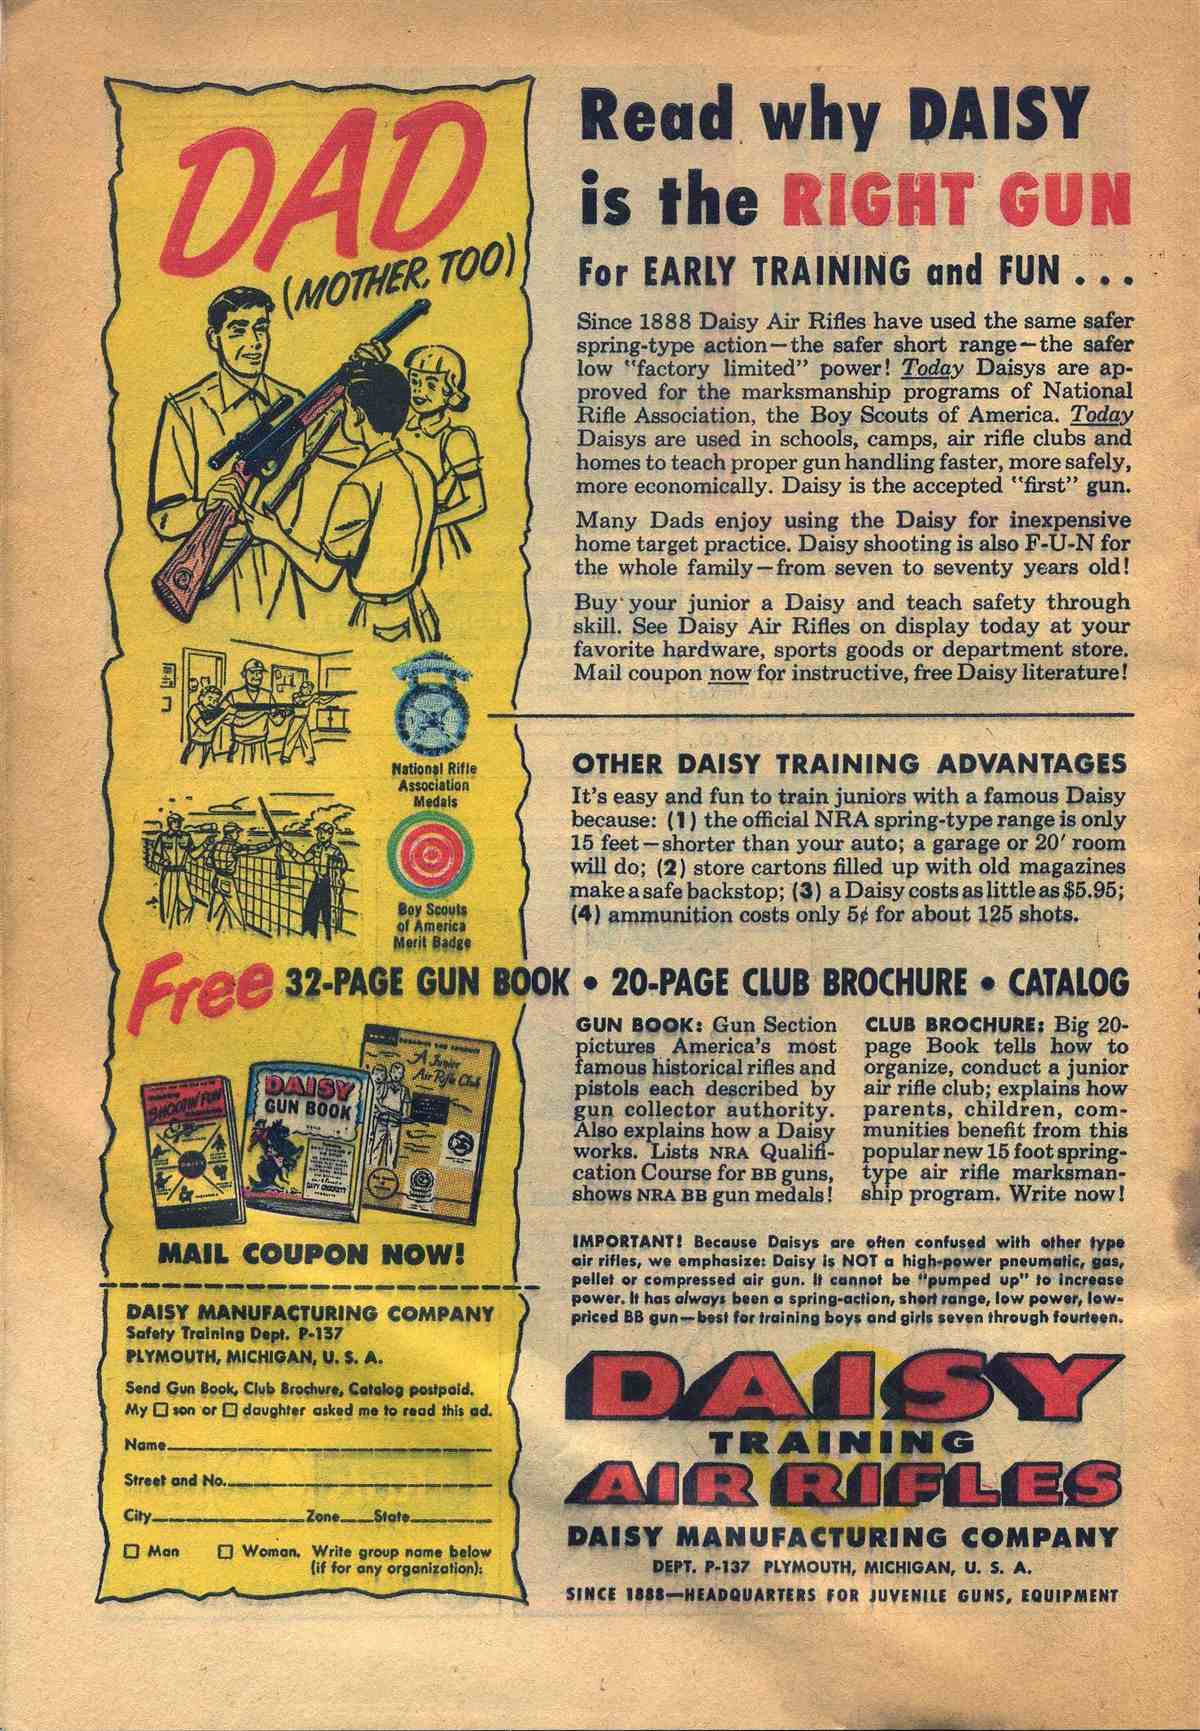 DAD
(MOTHER, TOO)
Read why DAISY
is the RIGHT GUN
For EARLY TRAINING and FUN . . .
Since 1888 Daisy Air Rifles have used the same safer
spring-type action—the safer short range—the safer
low "factory limited" power! Today Daisys are ap-
proved for the marksmanship programs of National
Rifle Association, the Boy Scouts of America. Today
Daisys are used in schools, camps, air rifle clubs and
homes to teach proper gun handling faster, more safely,
more economically. Daisy is the accepted "first" gun.
Many Dads enjoy using the Daisy for inexpensive
home target practice. Daisy shooting is also F-U-N for
the whole family—from seven to seventy years old!
Buy your junior a Daisy and teach safety through
skill. See Daisy Air Rifles on display today at your
favorite hardware, sports goods or department store.
Mail coupon now for instructive, free Daisy literature!
National Rifle
Association
Medals
Boy Scouts
of America
Merit Badge
OTHER DAISY TRAINING ADVANTAGES
It's easy and fun to train juniors with a famous Daisy
because: (1) the official NRA spring-type range is only
15 feet—shorter than your auto; a garage or 20' room
will do; (2) store cartons filled up with old magazines
make a safe backstop; (3) a Daisy costs as little as $5.95;
(4) ammunition costs only 5¢ for about 125 shots.
Free 32-PAGE GUN BOOK • 20-PAGE CLUB BROCHURE • CATALOG
GUN BOOK: Gun Section
pictures America's most
famous historical rifles and
pistols each described by
gun collector authority.
Also explains how a Daisy
works. Lists NRA Qualifi-
cation Course for BB guns,
shows NRA BB gun medals!
CLUB BROCHURE: Big 20-
page Book tells how to
organize, conduct a junior
air rifle club; explains how
parents, children, com-
munities benefit from this
popular new 15 foot spring-
type air rifle marksman-
ship program. Write now!
SHOOTIN' FUN
DAISY
GUN BOOK
A Junior
Air Rifle Club
MAIL COUPON NOW!
IMPORTANT! Because Daisys are often confused with other type
air rifles, we emphasize: Daisy is NOT a high-power pneumatic, gas,
pellet or compressed air gun. It cannot be "pumped up" to increase
power. It has always been a spring-action, short range, low power, low-
priced BB gun—best for training boys and girls seven through fourteen.
DAISY MANUFACTURING COMPANY
Safety Training Dept. P-137
PLYMOUTH, MICHIGAN, U. S. A.
Send Gun Book, Club Brochure, Catalog postpaid.
My ☐ son or ☐ daughter asked me to read this ad.
Name
Street and No.
City Zone State
☐ Man ☐ Woman. Write group name below
(if for any organization):
DAISY
TRAINING
AIR RIFLES
DAISY MANUFACTURING COMPANY
DEPT. P-137 PLYMOUTH, MICHIGAN, U. S. A.
SINCE 1888—HEADQUARTERS FOR JUVENILE GUNS, EQUIPMENT